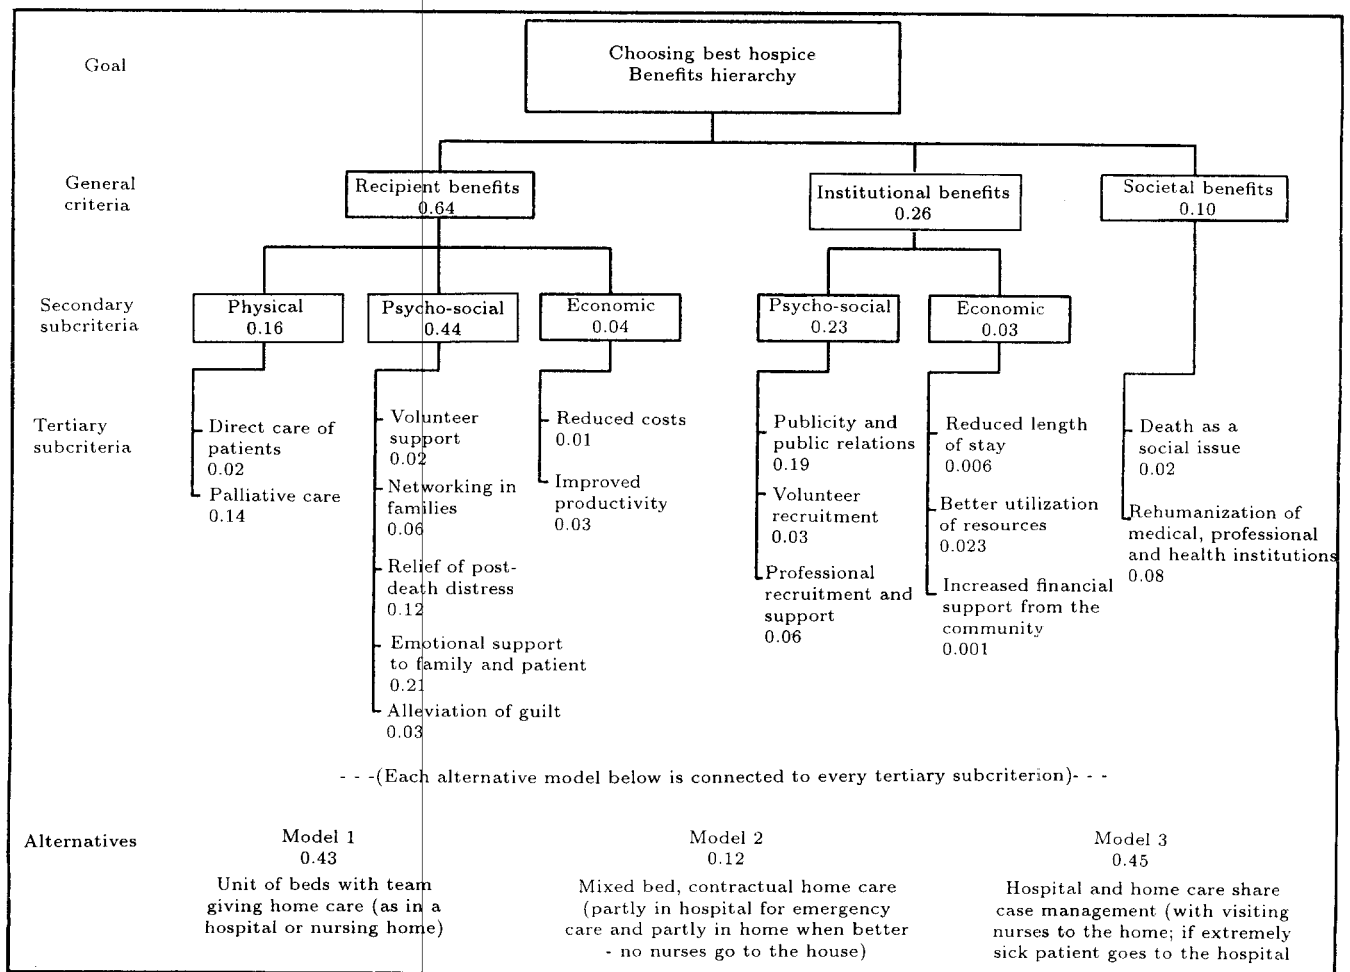 Goal
Choosing best hospice
Benefits hierarchy
General
criteria
Recipient benefits
0.64
Institutional benefits
0.26
Societal benefits
0.10
Secondary
subcriteria
Physical
0.16
Psycho-social
0.44
Economic
0.04
Psycho-social
0.23
Economic
0.03
Tertiary
subcriteria
Direct care of
patients
0.02
Palliative care
0.14
Volunteer
support
0.02
Networking in
families
0.06
Relief of post-
death distress
0.12
Emotional support
to family and patient
0.21
Alleviation of guilt
0.03
Reduced costs
0.01
Improved
productivity
0.03
Publicity and
public relations
0.19
Volunteer
recruitment
0.03
Professional
recruitment and
support
0.06
Reduced length
of stay
0.006
Better utilization
of resources
0.023
Increased financial
support from the
community
0.001
Death as a
social issue
0.02
Rehumanization of
medical, professional
and health institutions
0.08
- - -(Each alternative model below is connected to every tertiary subcriterion)- - -
Alternatives
Model 1
0.43
Unit of beds with team
giving home care (as in a
hospital or nursing home)
Model 2
0.12
Mixed bed, contractual home care
(partly in hospital for emergency
care and partly in home when better
- no nurses go to the house)
Model 3
0.45
Hospital and home care share
case management (with visiting
nurses to the home; if extremely
sick patient goes to the hospital